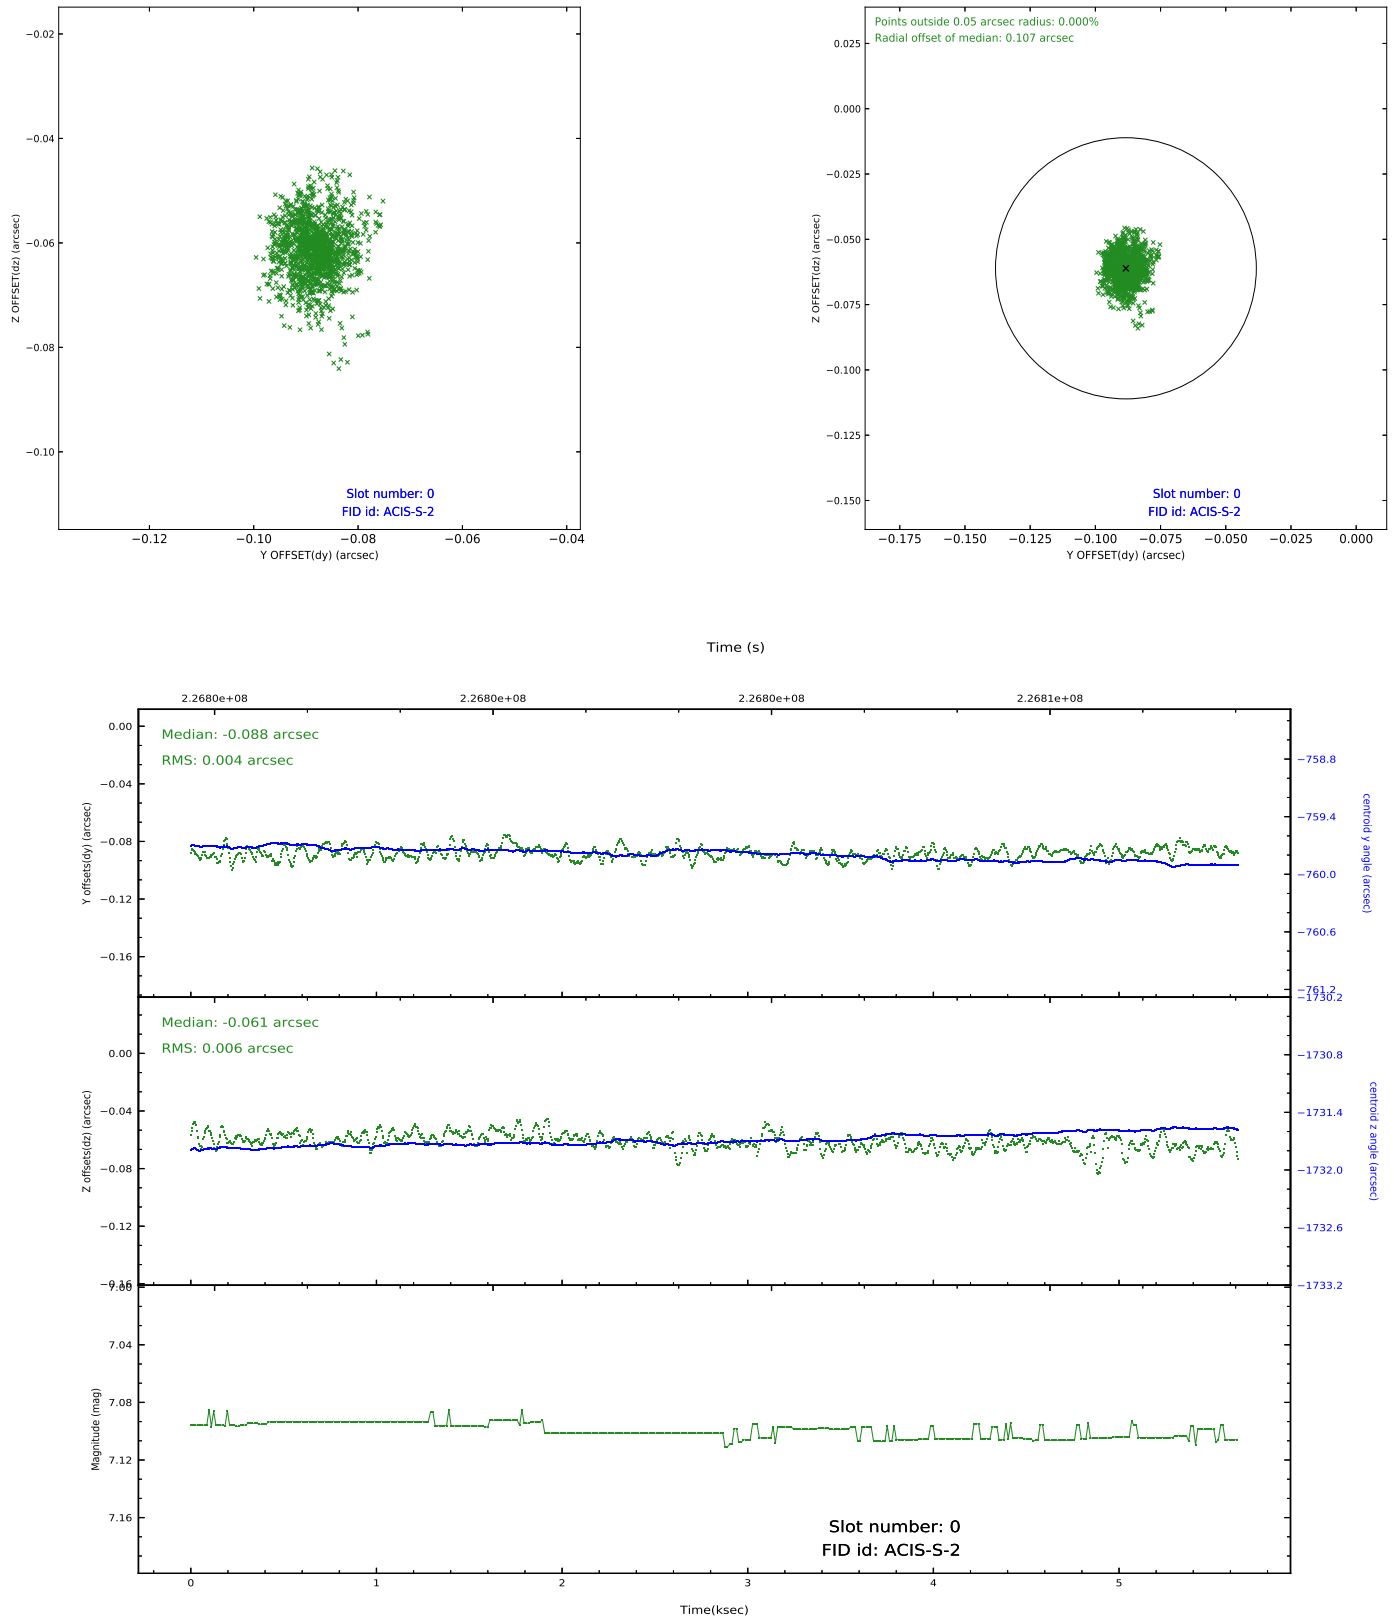 −0.02
−0.04
−0.06
−0.08
−0.10
Z OFFSET(dz) (arcsec)
Slot number: 0
FID id: ACIS-S-2
−0.12
−0.10
−0.08
−0.06
−0.04
Y OFFSET(dy) (arcsec)
Points outside 0.05 arcsec radius: 0.000%
Radial offset of median: 0.107 arcsec
0.025
0.000
−0.025
−0.050
−0.075
−0.100
−0.125
−0.150
Z OFFSET(dz) (arcsec)
Slot number: 0
FID id: ACIS-S-2
−0.175
−0.150
−0.125
−0.100
−0.075
−0.050
−0.025
0.000
Y OFFSET(dy) (arcsec)
Time (s)
2.2680e+08
2.2680e+08
2.2680e+08
2.2681e+08
Median: -0.088 arcsec
RMS: 0.004 arcsec
0.00
−0.04
−0.08
−0.12
−0.16
Y offsets(dy) (arcsec)
−758.8
−759.4
−760.0
−760.6
−761.2
centroid y angle (arcsec)
Median: -0.061 arcsec
RMS: 0.006 arcsec
0.00
−0.04
−0.08
−0.12
−0.16
Z offsets(dz) (arcsec)
−1730.2
−1730.8
−1731.4
−1732.0
−1732.6
−1733.2
centroid z angle (arcsec)
7.00
7.04
7.08
7.12
7.16
Magnitude (mag)
Slot number: 0
FID id: ACIS-S-2
0
1
2
3
4
5
Time(ksec)